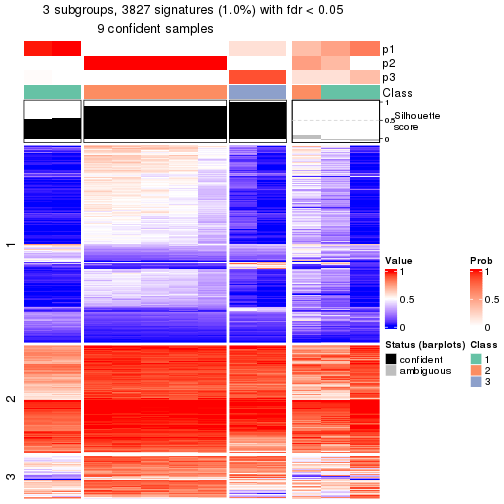 3 subgroups, 3827 signatures (1.0%) with fdr < 0.05
9 confident samples
p1
p2
p3
Class
1
0.5
0
Silhouette
score
1
2
3
Value
1
0.5
0
Prob
1
0.5
0
Status (barplots)
confident
ambiguous
Class
1
2
3